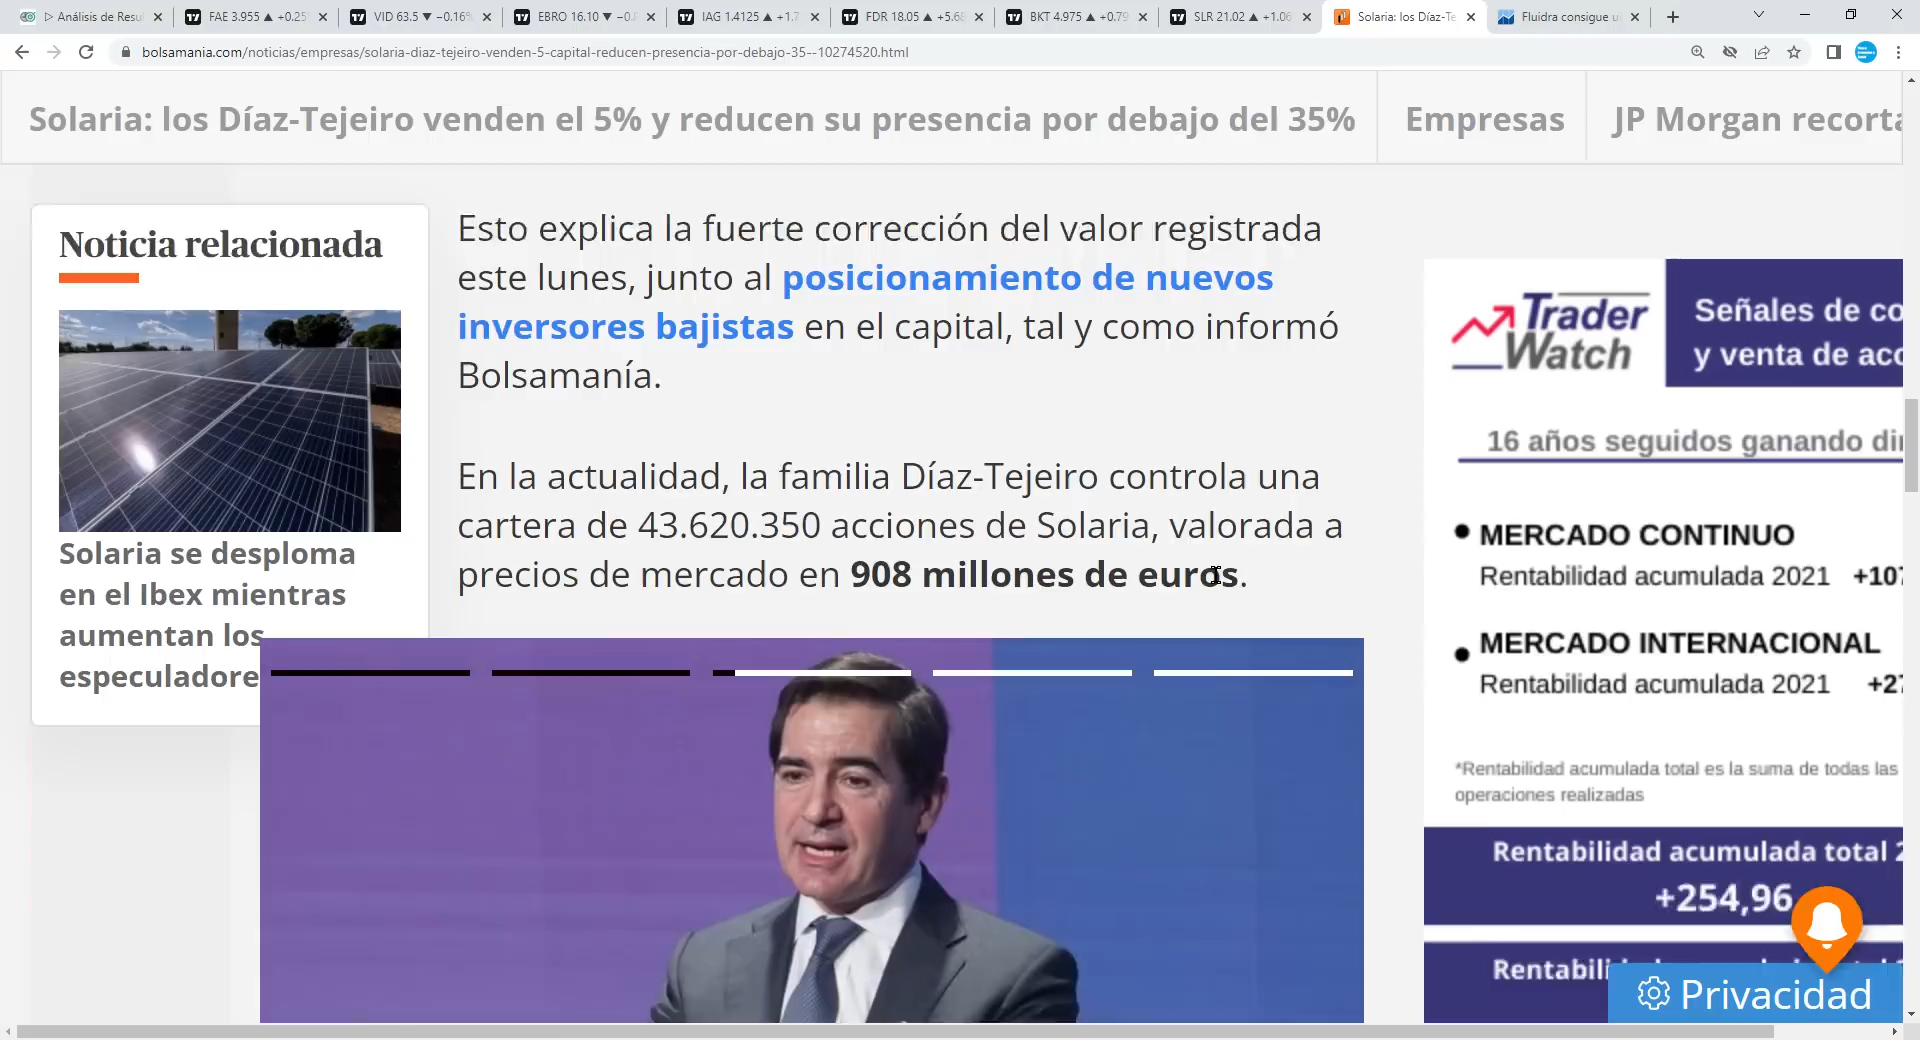 Análisis de Resul
FAE 3.955 ▲ +0.25
VID 63.5 ▼ −0.16%
EBRO 16.10 ▼ −0.
IAG 1.4125 ▲ +1.7
FDR 18.05 ▲ +5.68
BKT 4.975 ▲ +0.79
SLR 21.02 ▲ +1.06
Solaria: los Díaz-Te
Fluidra consigue u
bolsamania.com/noticias/empresas/solaria-diaz-tejeiro-venden-5-capital-reducen-presencia-por-debajo-35--10274520.html
Solaria: los Díaz-Tejeiro venden el 5% y reducen su presencia por debajo del 35%
Empresas
JP Morgan recorta
Noticia relacionada
Solaria se desploma
en el Ibex mientras
aumentan los
especuladore
Esto explica la fuerte corrección del valor registrada
este lunes, junto al posicionamiento de nuevos
inversores bajistas en el capital, tal y como informó
Bolsamanía.
En la actualidad, la familia Díaz-Tejeiro controla una
cartera de 43.620.350 acciones de Solaria, valorada a
precios de mercado en 908 millones de euros.
Trader
Watch
Señales de co
y venta de acc
16 años seguidos ganando din
• MERCADO CONTINUO
Rentabilidad acumulada 2021 +107
• MERCADO INTERNACIONAL
Rentabilidad acumulada 2021 +27
*Rentabilidad acumulada total es la suma de todas las
operaciones realizadas
Rentabilidad acumulada total 2
+254,96
Rentabili
Privacidad